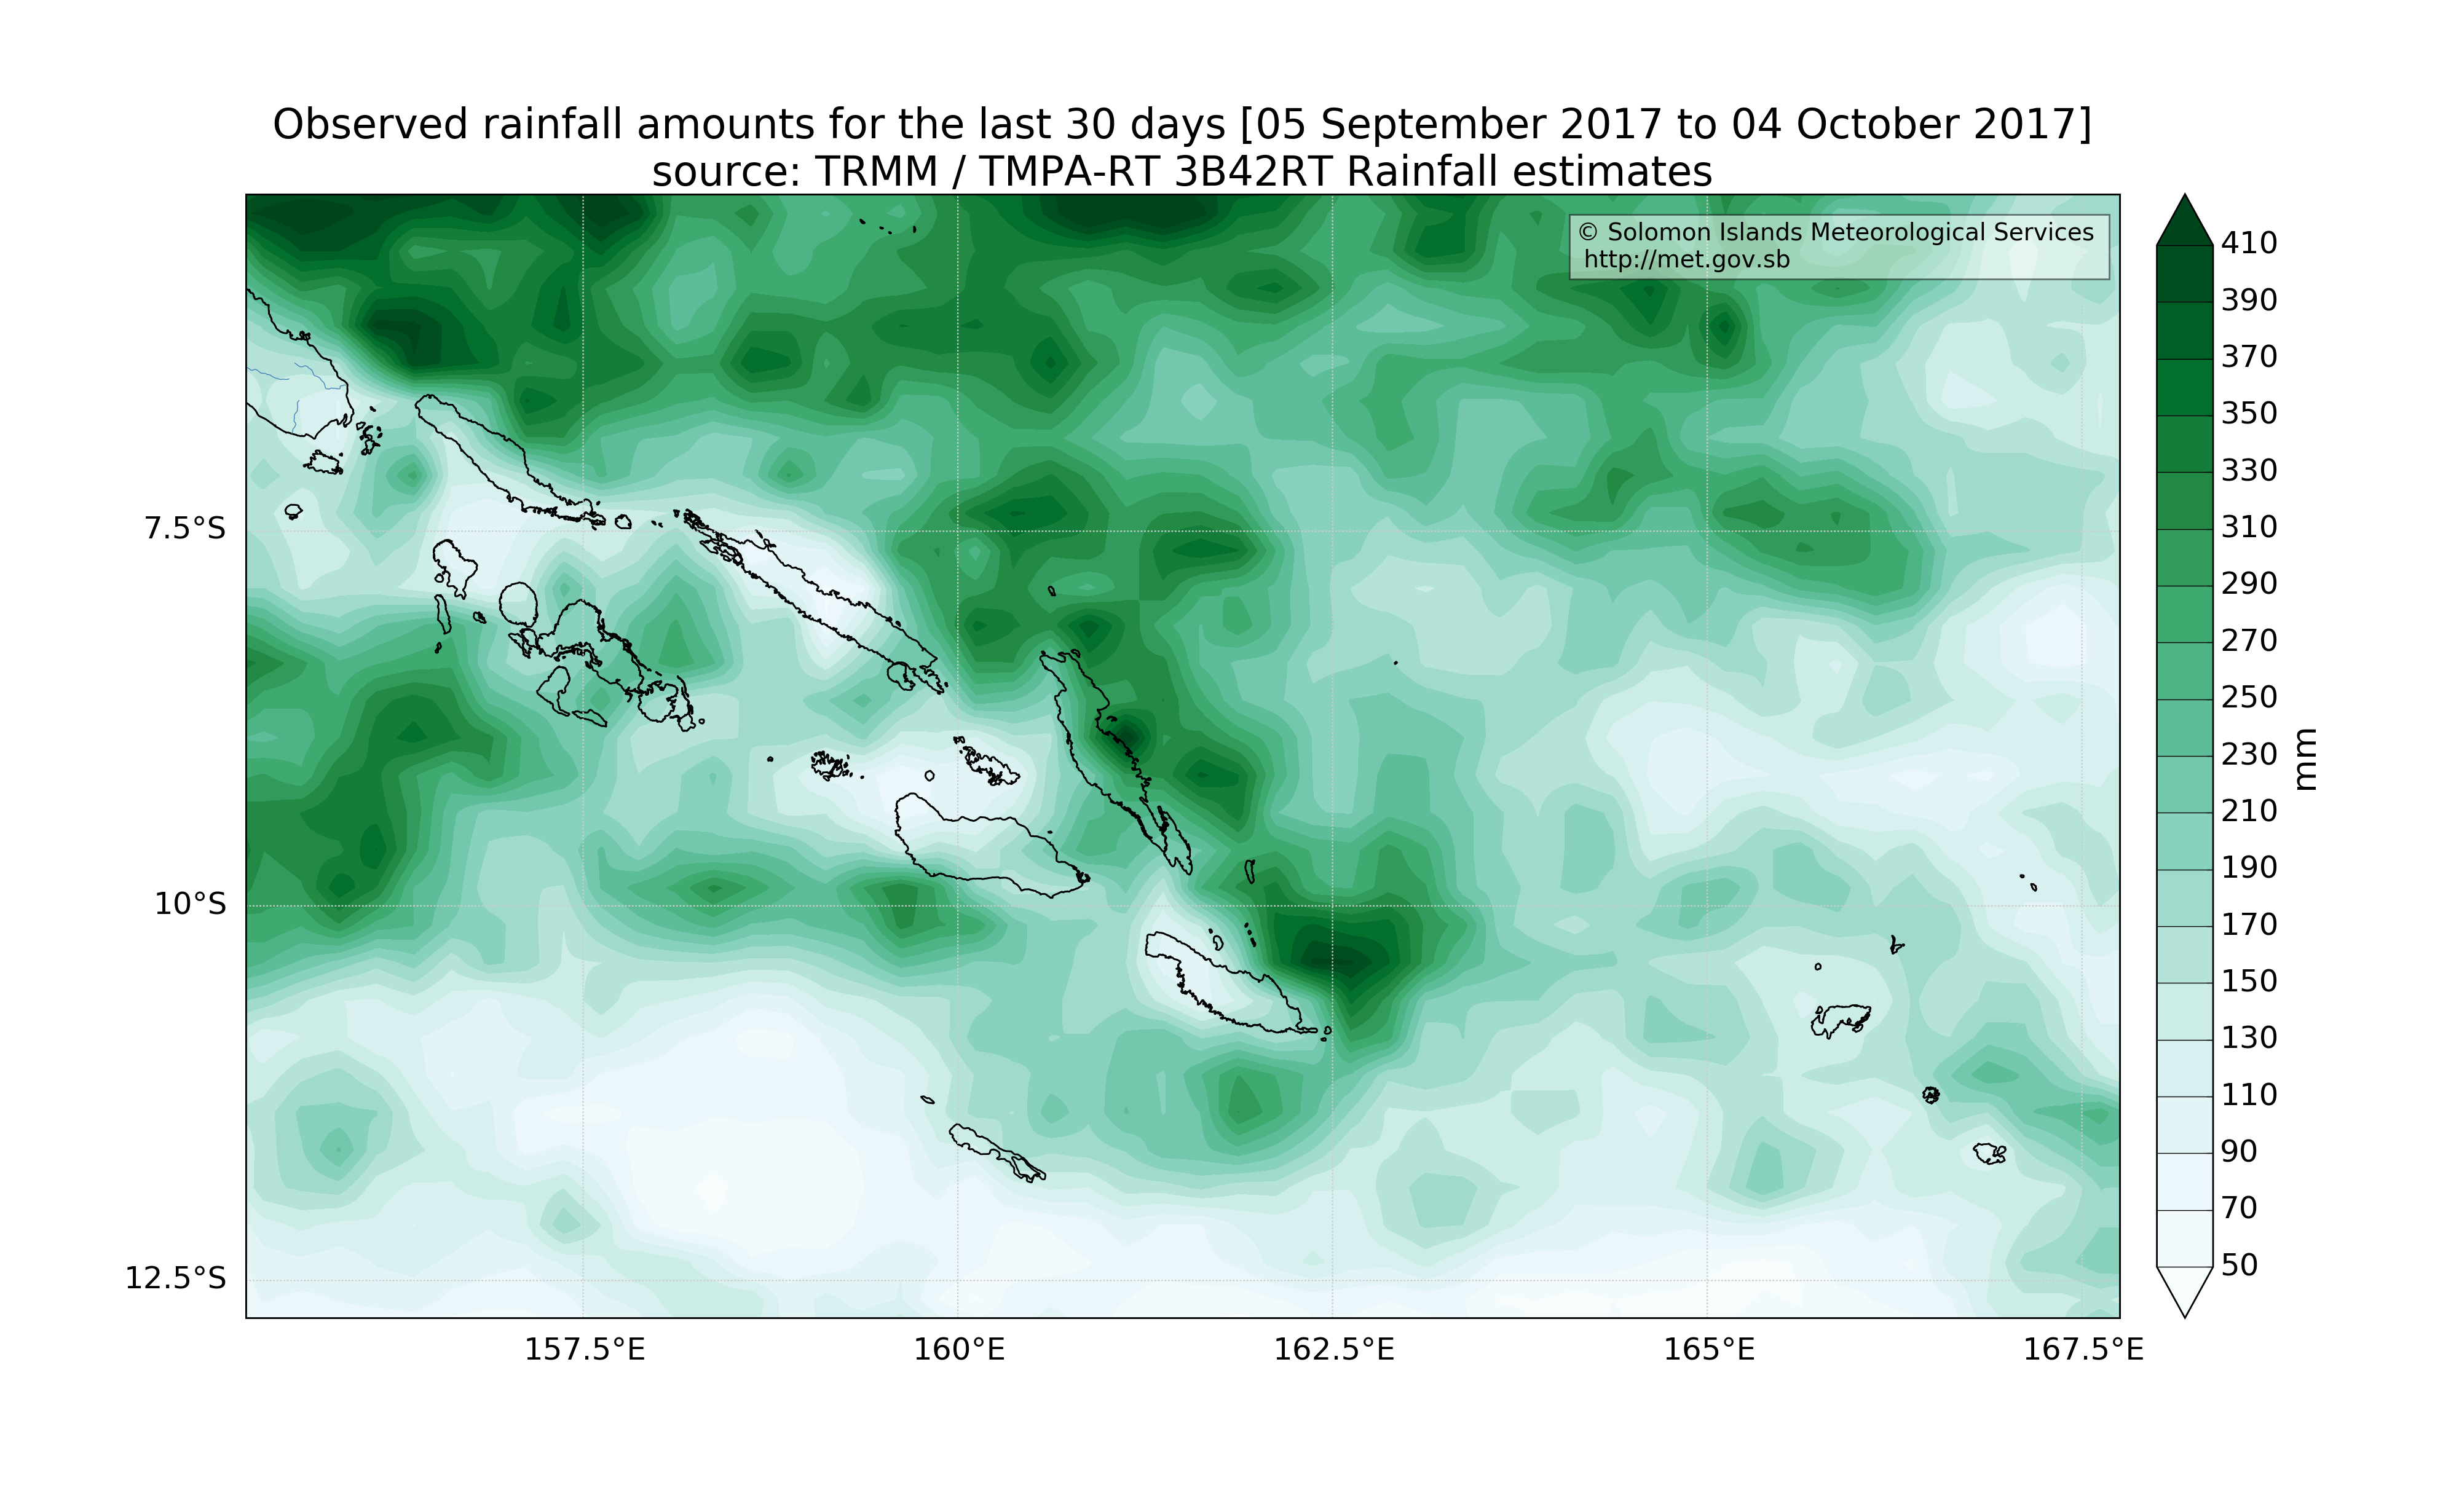 Observed rainfall amounts for the last 30 days [05 September 2017 to 04 October 2017]
source: TRMM / TMPA-RT 3B42RT Rainfall estimates
© Solomon Islands Meteorological Services
http://met.gov.sb
7.5°S
10°S
12.5°S
157.5°E
160°E
162.5°E
165°E
167.5°E
410
390
370
350
330
310
290
270
250
230
210
190
170
150
130
110
90
70
50
mm